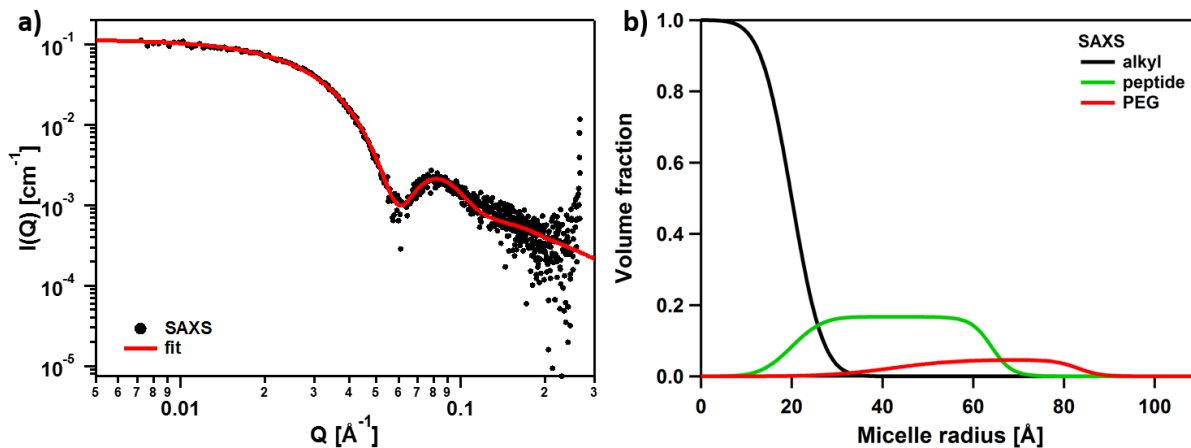 a)
10⁻¹
10⁻²
10⁻³
10⁻⁴
10⁻⁵
I(Q) [cm⁻¹]
SAXS
fit
5 6 7 8 9 0.01 2 3 4 5 6 7 8 9 0.1 2 3
Q [Å⁻¹]
b)
1.0
0.8
0.6
0.4
0.2
0.0
Volume fraction
SAXS
alkyl
peptide
PEG
0 20 40 60 80 100
Micelle radius [Å]